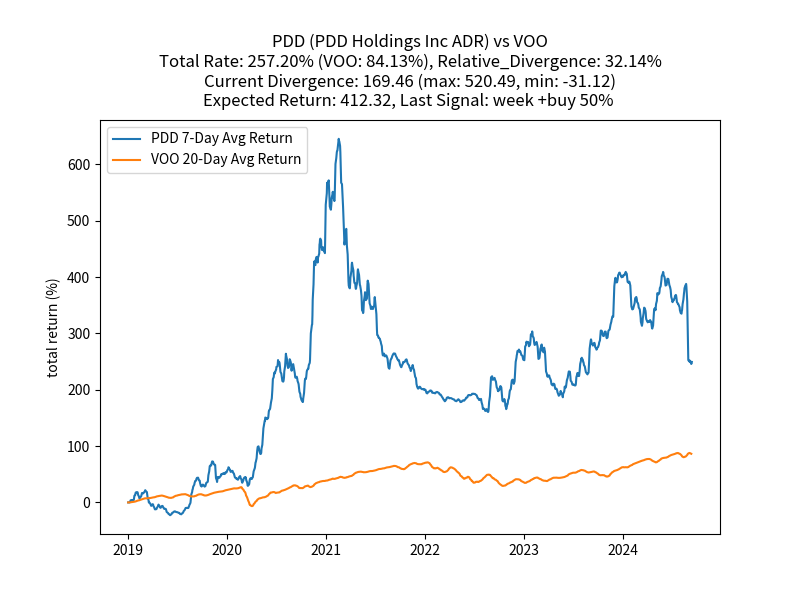 PDD (PDD Holdings Inc ADR) vs VOO
Total Rate: 257.20% (VOO: 84.13%), Relative_Divergence: 32.14%
Current Divergence: 169.46 (max: 520.49, min: -31.12)
Expected Return: 412.32, Last Signal: week +buy 50%
PDD 7-Day Avg Return
VOO 20-Day Avg Return
total return (%)
600
500
400
300
200
100
0
2019 2020 2021 2022 2023 2024